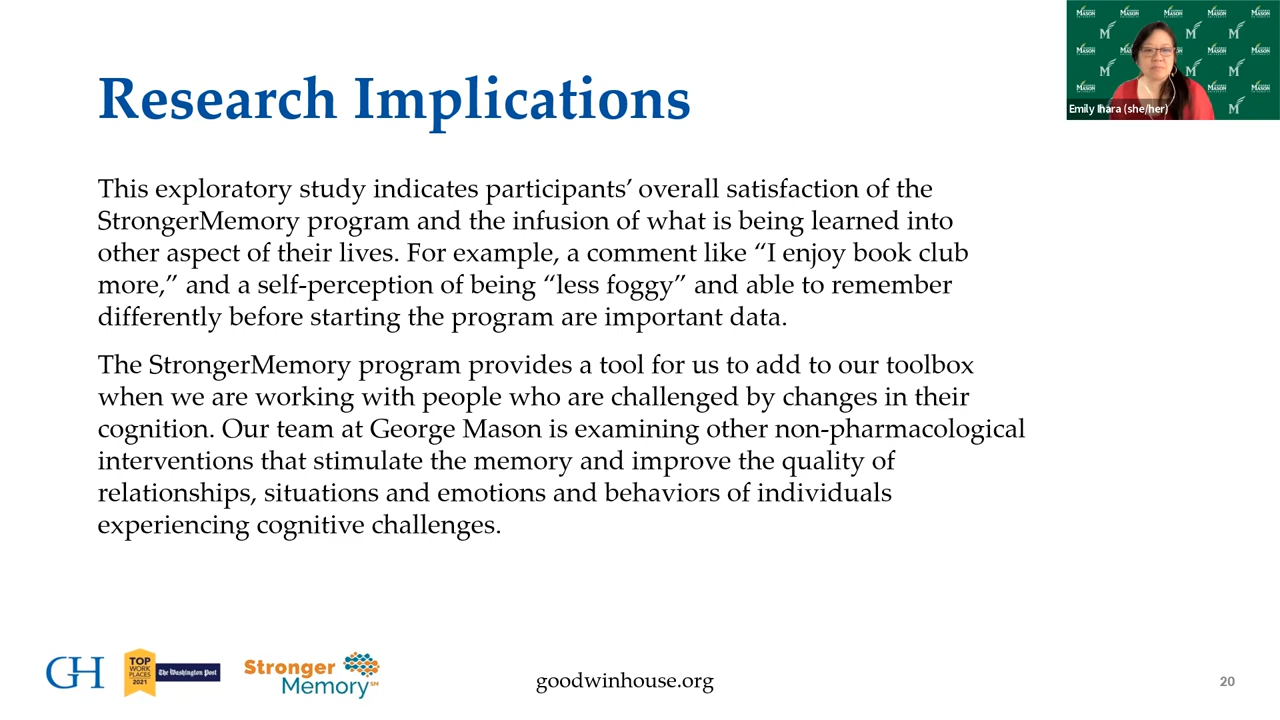 Research Implications
Emily Ihara (she/her)
This exploratory study indicates participants’ overall satisfaction of the
StrongerMemory program and the infusion of what is being learned into
other aspect of their lives. For example, a comment like “I enjoy book club
more,” and a self-perception of being “less foggy” and able to remember
differently before starting the program are important data.
The StrongerMemory program provides a tool for us to add to our toolbox
when we are working with people who are challenged by changes in their
cognition. Our team at George Mason is examining other non-pharmacological
interventions that stimulate the memory and improve the quality of
relationships, situations and emotions and behaviors of individuals
experiencing cognitive challenges.
GH
TOP
WORK
PLACES
2021
The Washington Post
Stronger
Memory SM
goodwinhouse.org
20